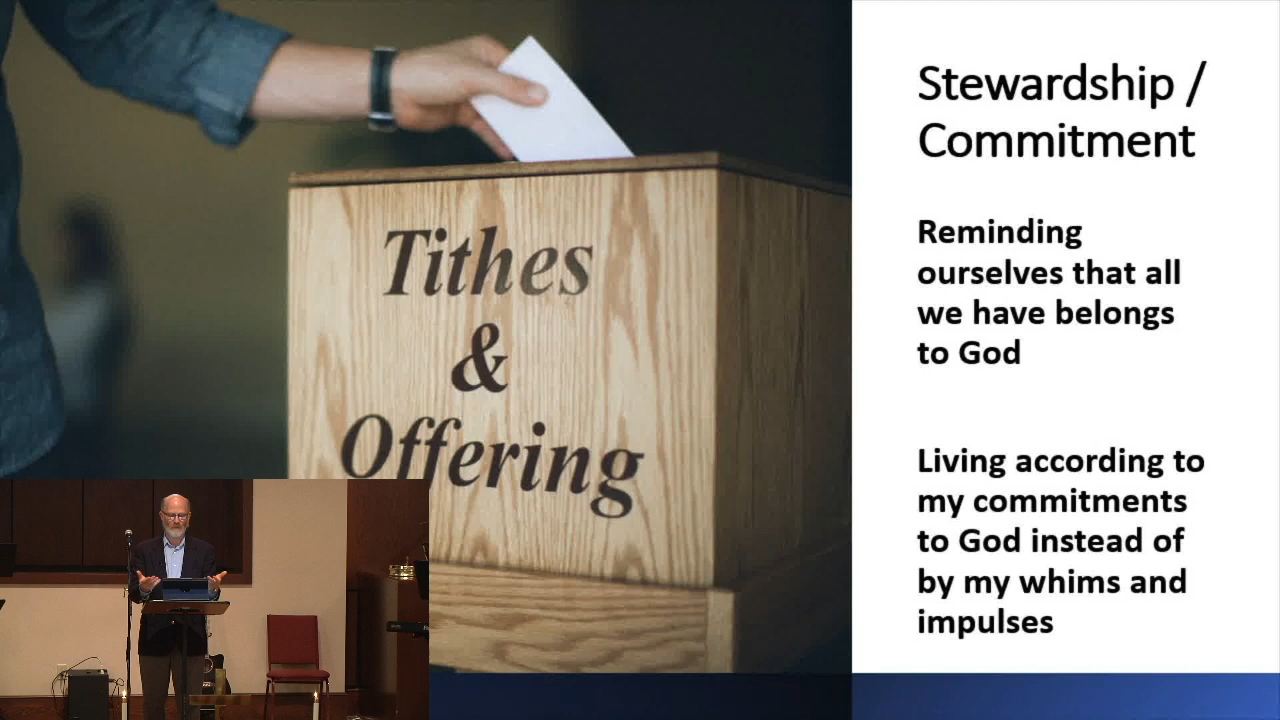 Tithes
&
Offering
Stewardship /
Commitment
Reminding
ourselves that all
we have belongs
to God
Living according to
my commitments
to God instead of
by my whims and
impulses